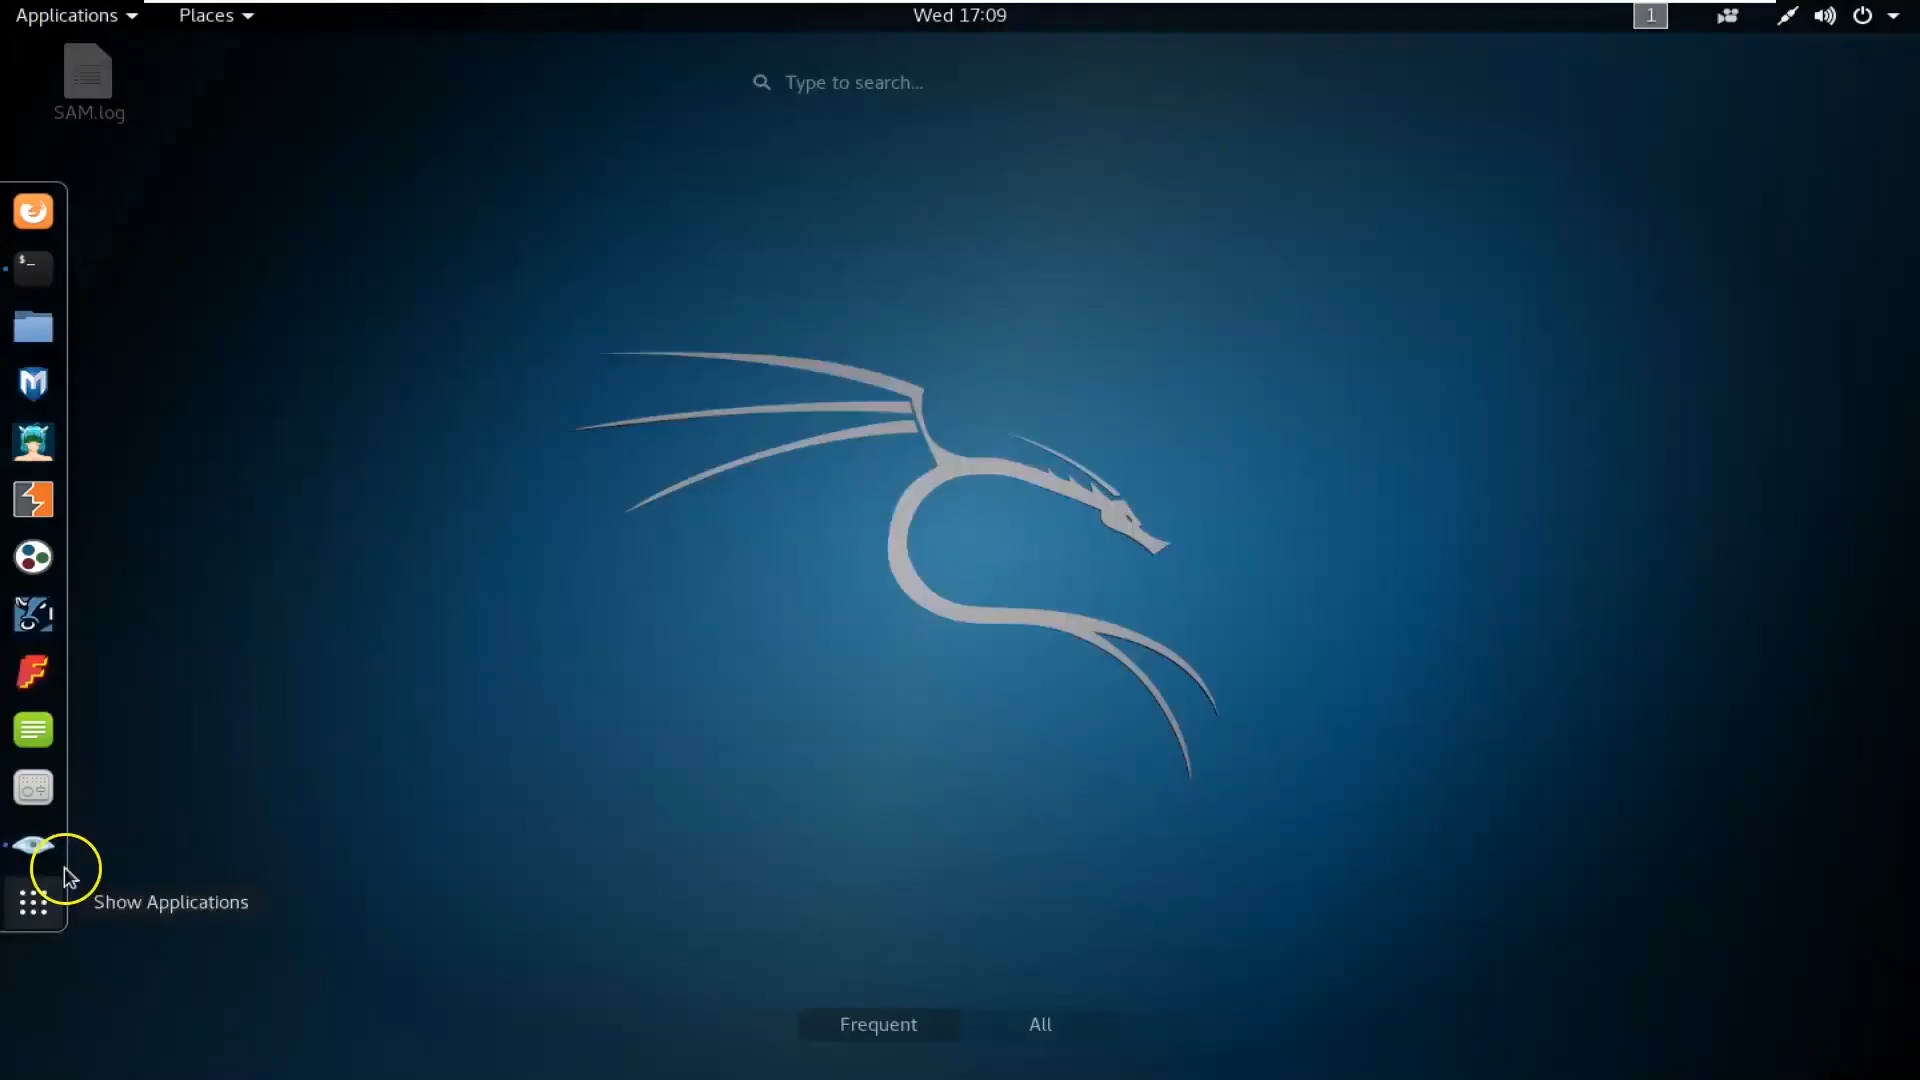 Applications
Places
Wed 17:09
1
SAM.log
Type to search...
$_
Show Applications
Frequent
All